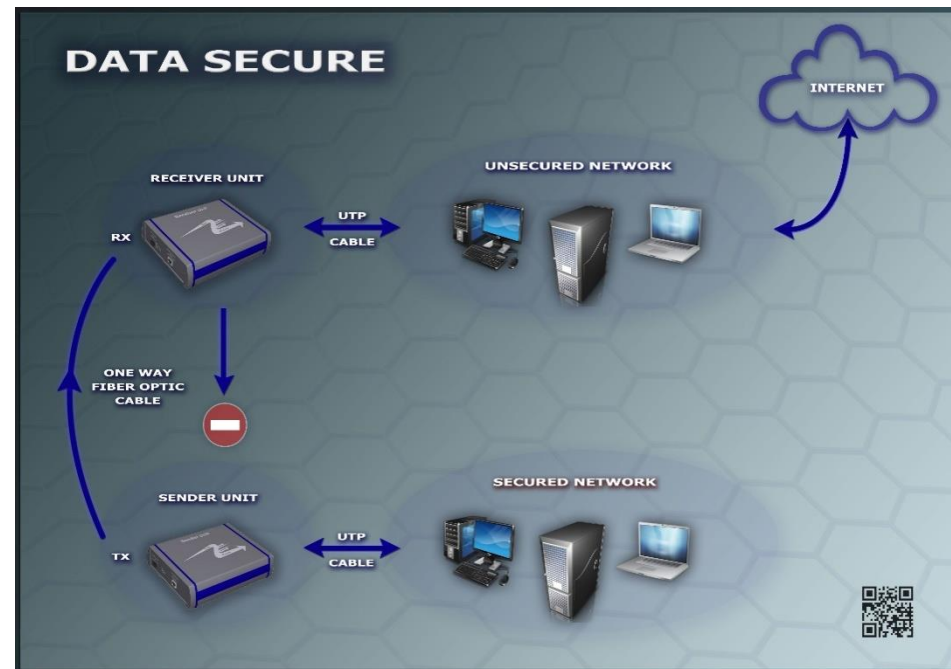 DATA SECURE
INTERNET
UNSECURED NETWORK
RECEIVER UNIT
UTP
CABLE
RX
ONE WAY
FIBER OPTIC
CABLE
SECURED NETWORK
SENDER UNIT
UTP
CABLE
TX